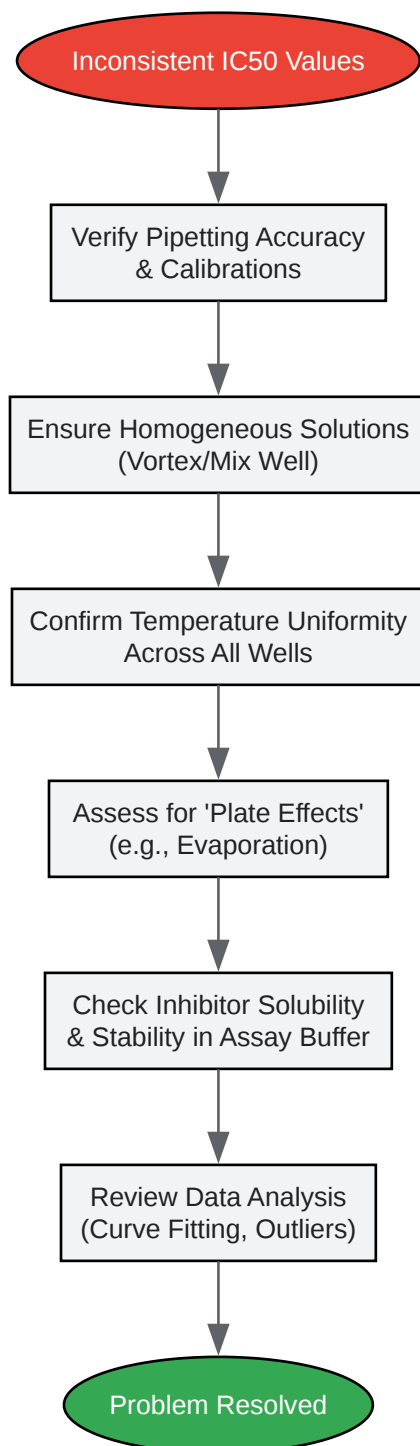 Inconsistent IC50 Values
Verify Pipetting Accuracy
& Calibrations
Ensure Homogeneous Solutions
(Vortex/Mix Well)
Confirm Temperature Uniformity
Across All Wells
Assess for 'Plate Effects'
(e.g., Evaporation)
Check Inhibitor Solubility
& Stability in Assay Buffer
Review Data Analysis
(Curve Fitting, Outliers)
Problem Resolved